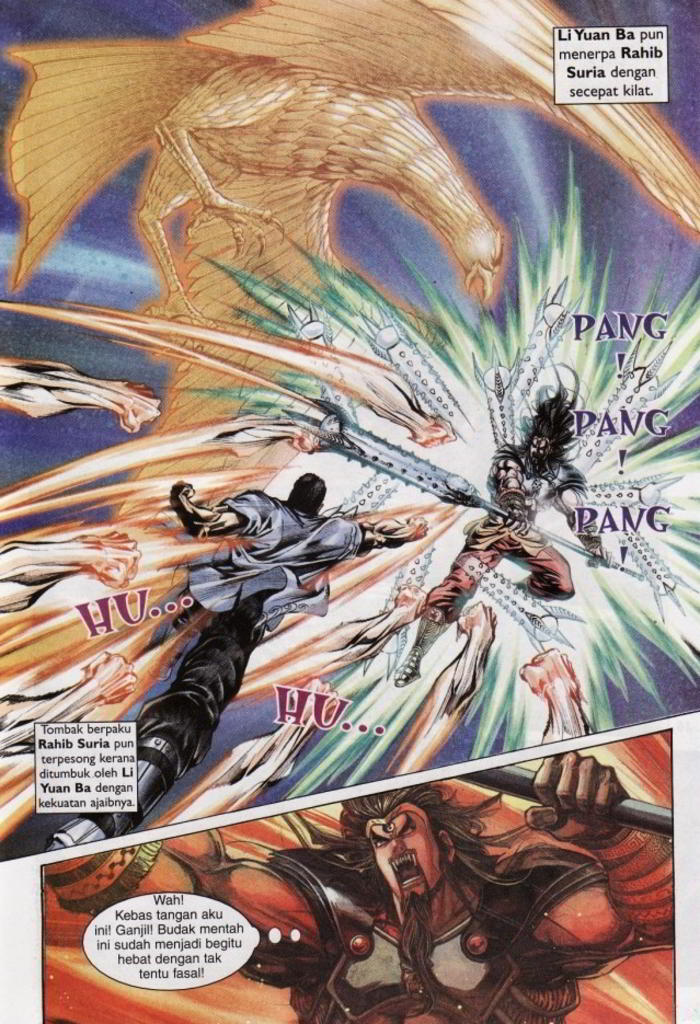 Li Yuan Ba pun
menerpa Rahib
Suria dengan
secepat kilat.
PANG
!
PANG
!
PANG
!
HU...
HU...
Tombak berpaku
Rahib Suria pun
terpesong kerana
ditumbuk oleh Li
Yuan Ba dengan
kekuatan ajaibnya.
Wah!
Kebas tangan aku
ini! Ganjil! Budak mentah
ini sudah menjadi begitu
hebat dengan tak
tentu fasal!